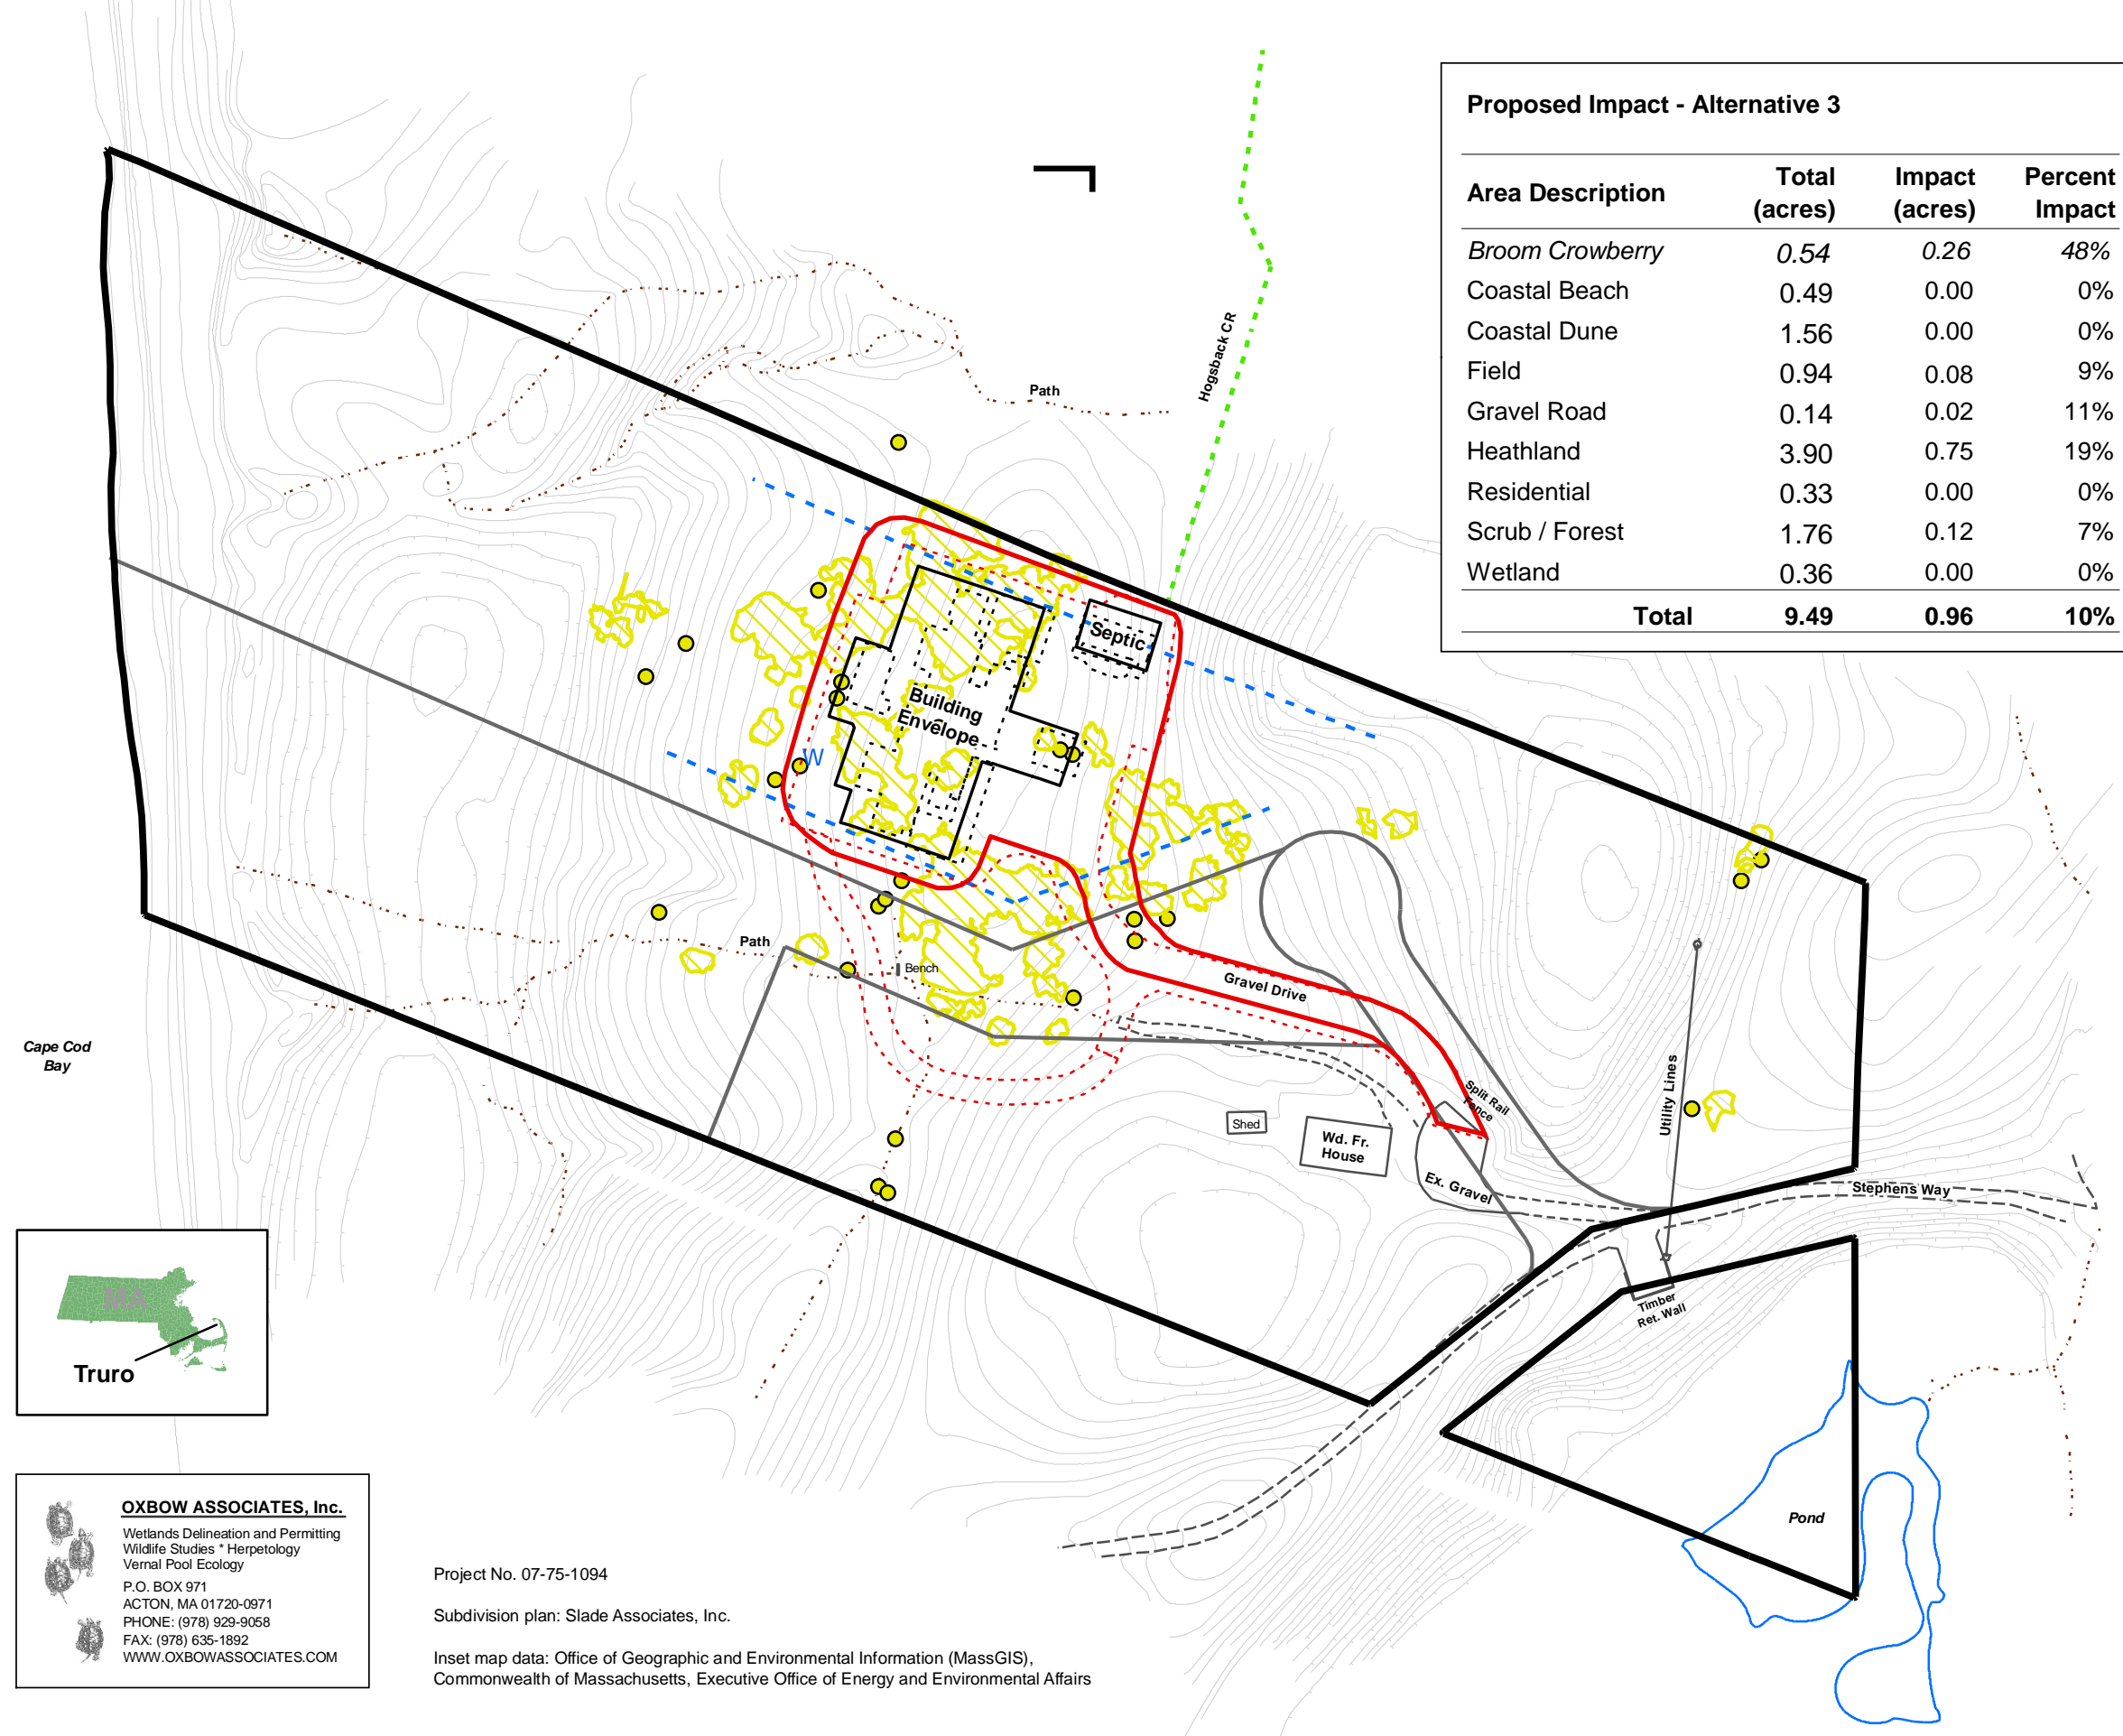 Proposed Impact - Alternative 3
Area Description Total (acres) Impact (acres) Percent Impact
Broom Crowberry 0.54 0.26 48%
Coastal Beach 0.49 0.00 0%
Coastal Dune 1.56 0.00 0%
Field 0.94 0.08 9%
Gravel Road 0.14 0.02 11%
Heathland 3.90 0.75 19%
Residential 0.33 0.00 0%
Scrub / Forest 1.76 0.12 7%
Wetland 0.36 0.00 0%
Total 9.49 0.96 10%
Hogsback CR
Path
Septic
Building
Envelope
W
Path
Bench
Gravel Drive
Cape Cod
Bay
Split Rail
Fence
Utility Lines
Shed
Wd. Fr.
House
Ex. Gravel
Stephens Way
Timber
Ret. Wall
Pond
MA
Truro
OXBOW ASSOCIATES, Inc.
Wetlands Delineation and Permitting
Wildlife Studies * Herpetology
Vernal Pool Ecology
P.O. BOX 971
ACTON, MA 01720-0971
PHONE: (978) 929-9058
FAX: (978) 635-1892
WWW.OXBOWASSOCIATES.COM
Project No. 07-75-1094
Subdivision plan: Slade Associates, Inc.
Inset map data: Office of Geographic and Environmental Information (MassGIS),
Commonwealth of Massachusetts, Executive Office of Energy and Environmental Affairs